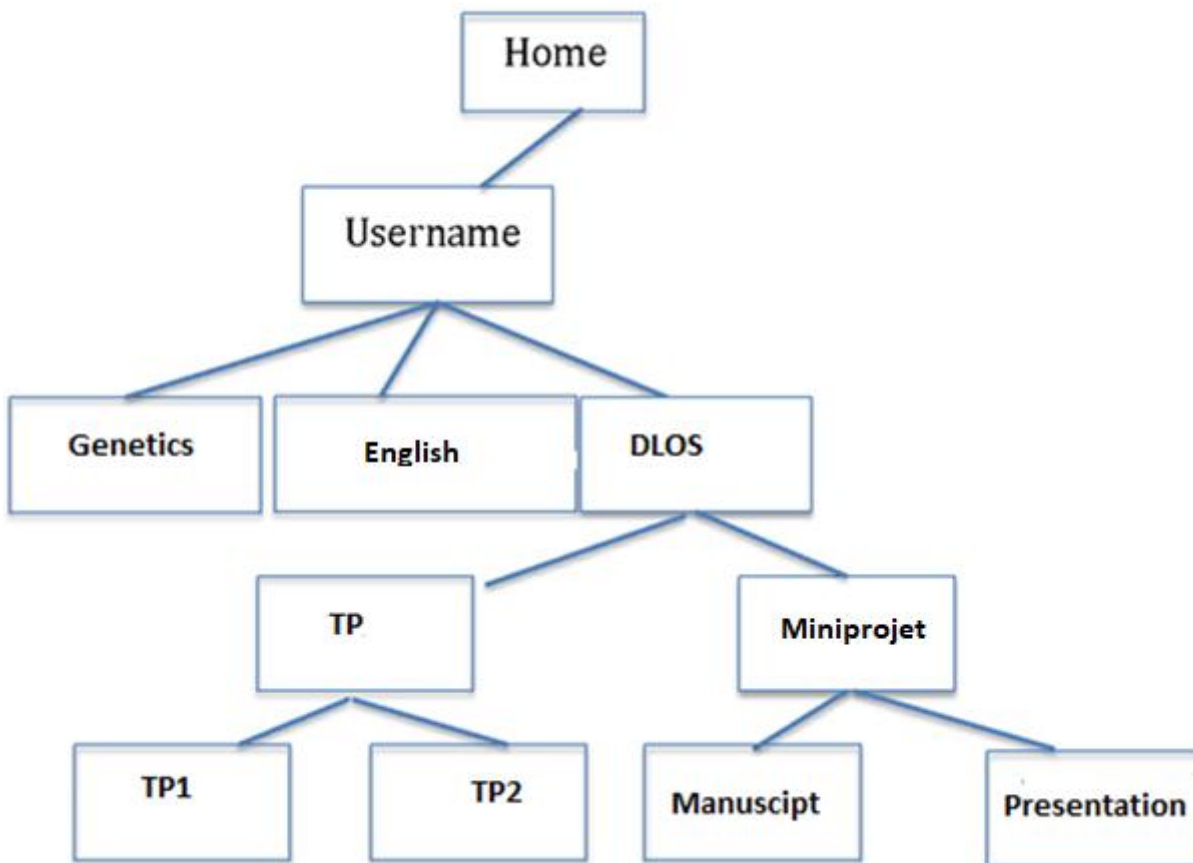 Home
Username
Genetics
English
DLOS
TP
Miniprojet
TP1
TP2
Manuscipt
Presentation